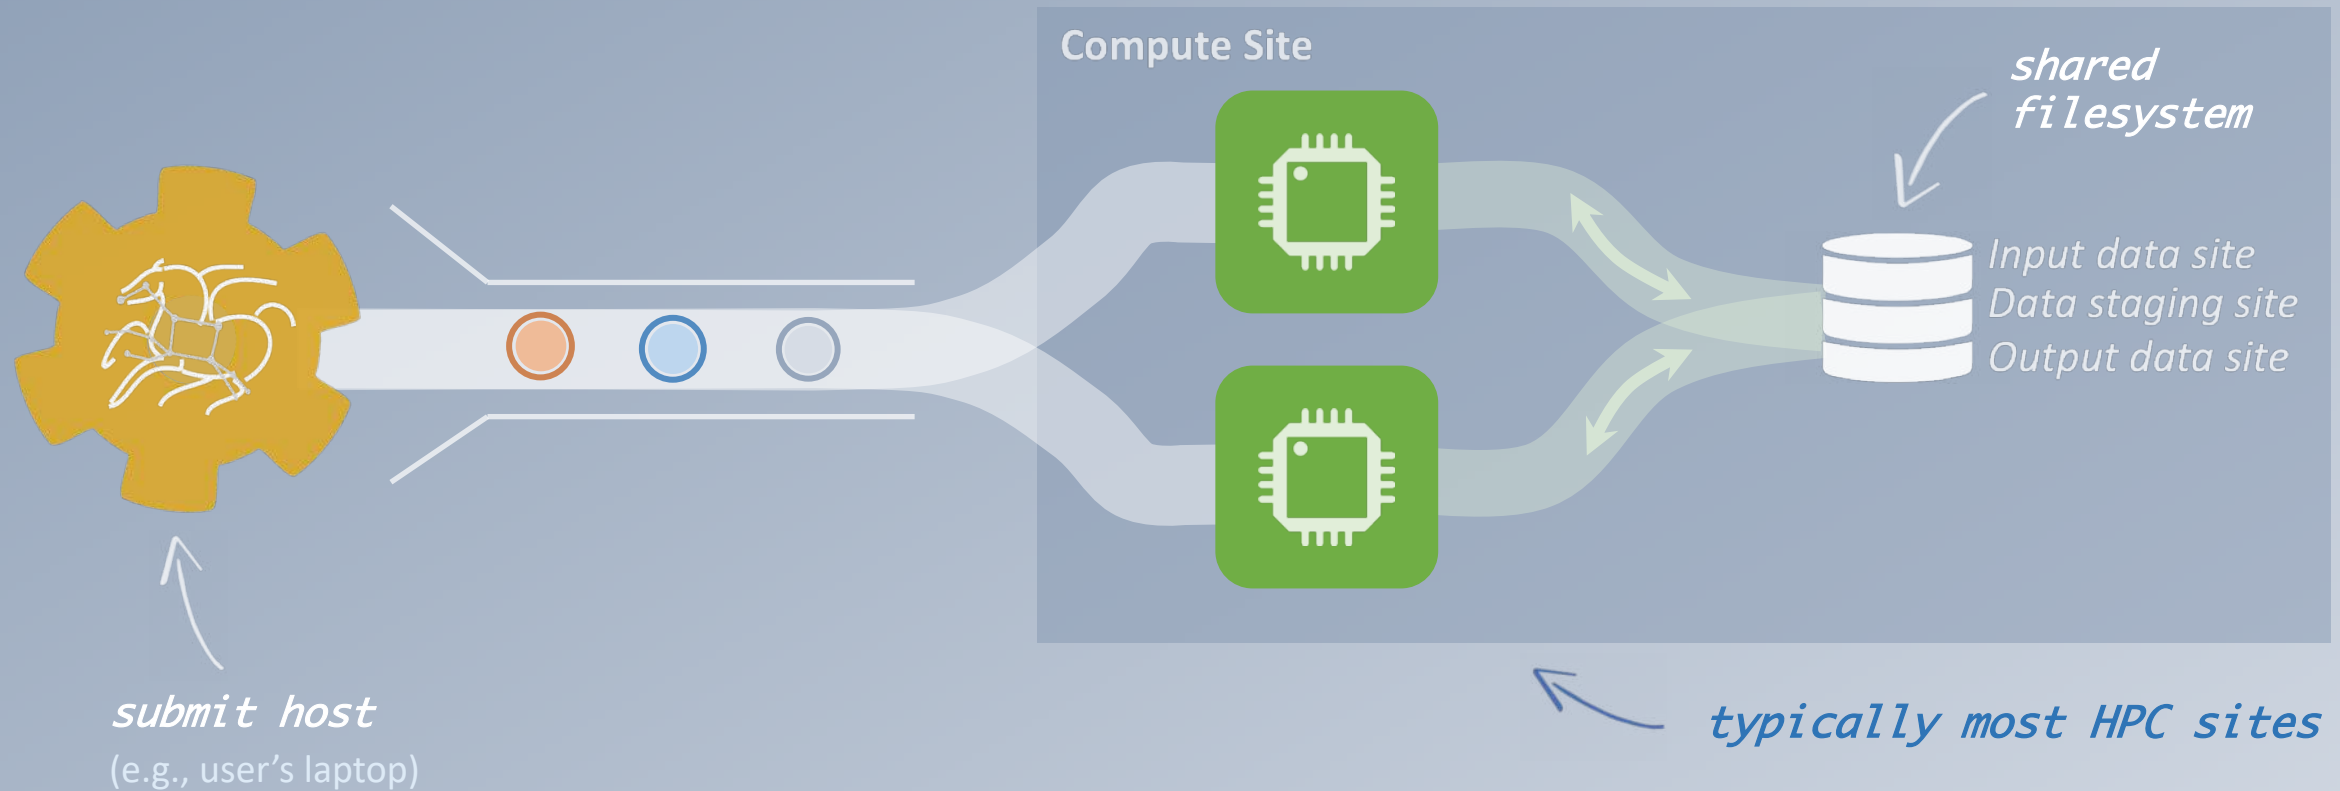 Compute Site
shared
filesystem
Input data site
Data staging site
Output data site
submit host
(e.g., user’s laptop)
typically most HPC sites